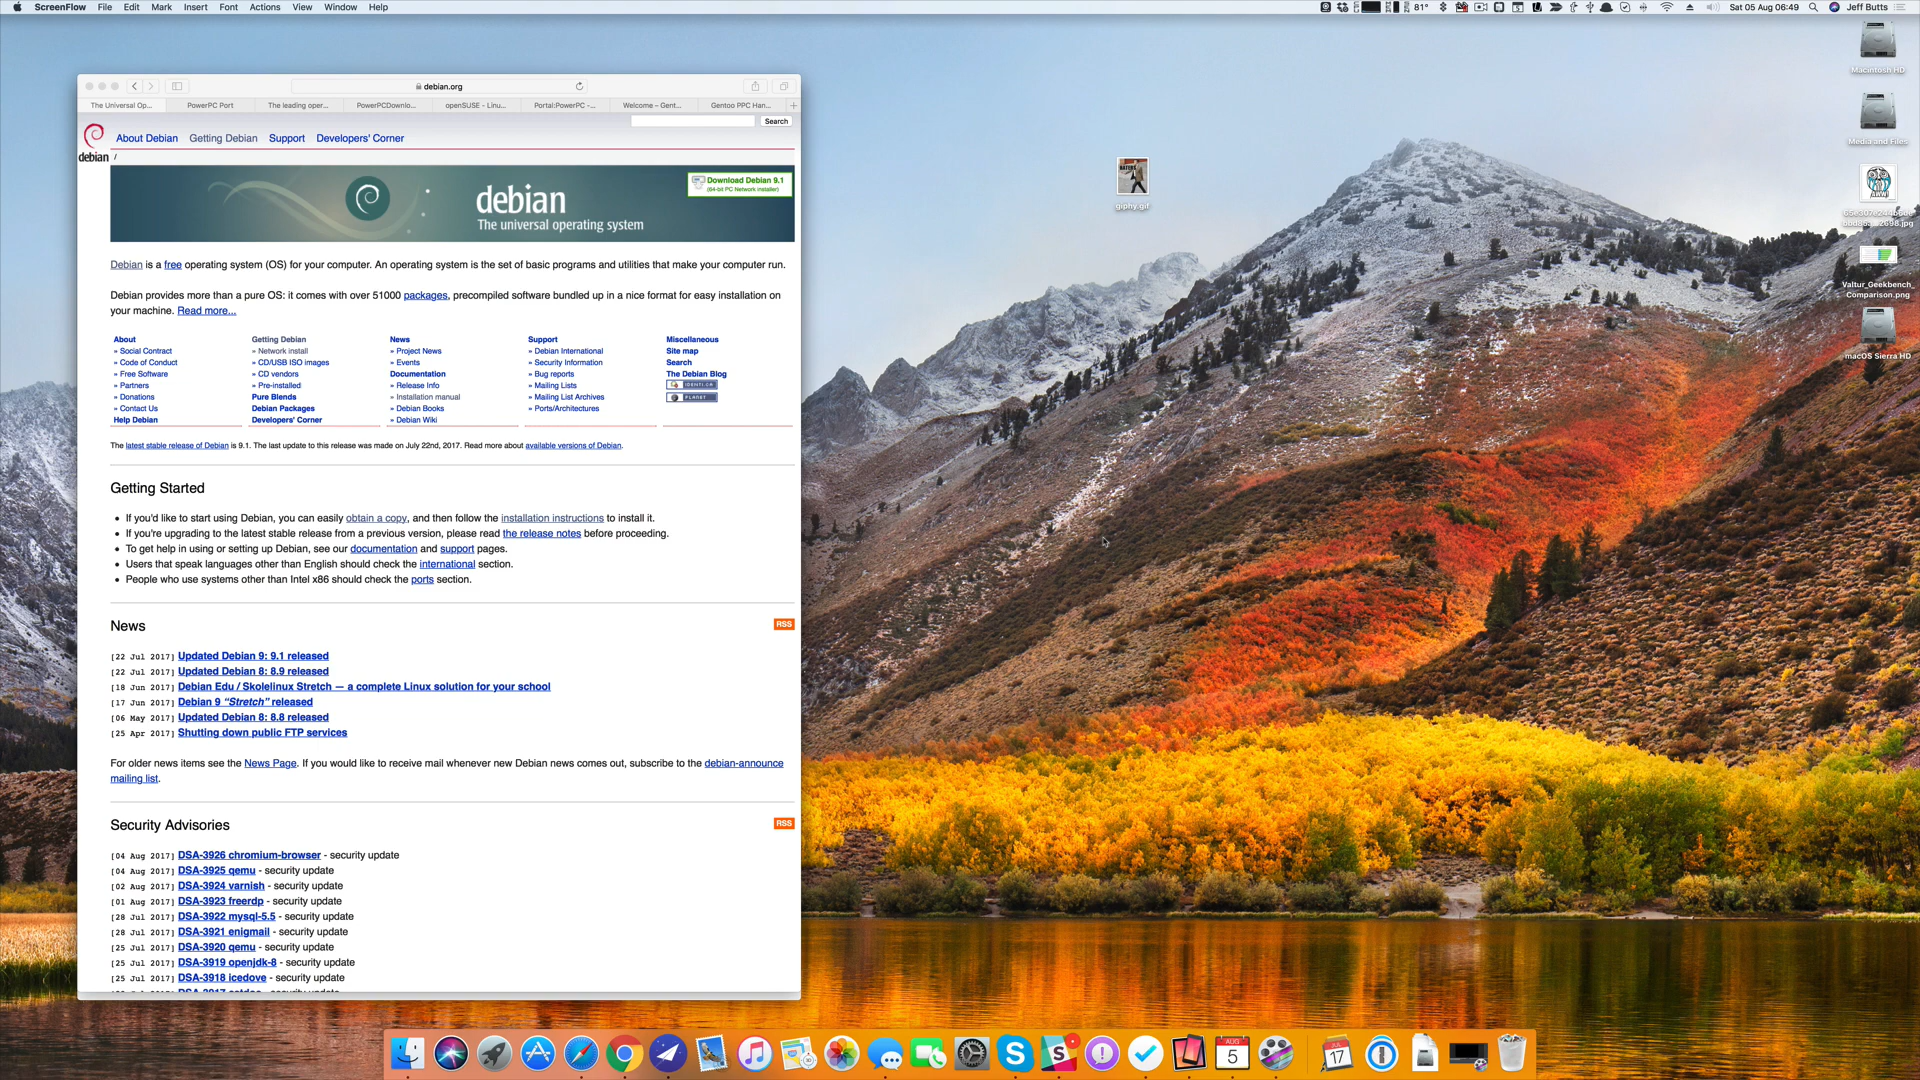 ScreenFlow File Edit Mark Insert Font Actions View Window Help
81° Sat 05 Aug 06:49 Jeff Butts
debian.org
The Universal Op... PowerPC Port The leading oper... PowerPCDownlo... openSUSE - Linu... Portal:PowerPC -... Welcome – Gent... Gentoo PPC Han...
Search
About Debian Getting Debian Support Developers' Corner
debian /
debian
The universal operating system
Download Debian 9.1
(64-bit PC Network installer)
Debian is a free operating system (OS) for your computer. An operating system is the set of basic programs and utilities that make your computer run.
Debian provides more than a pure OS: it comes with over 51000 packages, precompiled software bundled up in a nice format for easy installation on
your machine. Read more...
About
» Social Contract
» Code of Conduct
» Free Software
» Partners
» Donations
» Contact Us
Help Debian
Getting Debian
» Network install
» CD/USB ISO images
» CD vendors
» Pre-installed
Pure Blends
Debian Packages
Developers' Corner
News
» Project News
» Events
Documentation
» Release Info
» Installation manual
» Debian Books
» Debian Wiki
Support
» Debian International
» Security Information
» Bug reports
» Mailing Lists
» Mailing List Archives
» Ports/Architectures
Miscellaneous
Site map
Search
The Debian Blog
IDENTI.CA
PLANET
The latest stable release of Debian is 9.1. The last update to this release was made on July 22nd, 2017. Read more about available versions of Debian.
Getting Started
If you'd like to start using Debian, you can easily obtain a copy, and then follow the installation instructions to install it.
If you're upgrading to the latest stable release from a previous version, please read the release notes before proceeding.
To get help in using or setting up Debian, see our documentation and support pages.
Users that speak languages other than English should check the international section.
People who use systems other than Intel x86 should check the ports section.
News
RSS
[22 Jul 2017] Updated Debian 9: 9.1 released
[22 Jul 2017] Updated Debian 8: 8.9 released
[18 Jun 2017] Debian Edu / Skolelinux Stretch — a complete Linux solution for your school
[17 Jun 2017] Debian 9 “Stretch” released
[06 May 2017] Updated Debian 8: 8.8 released
[25 Apr 2017] Shutting down public FTP services
For older news items see the News Page. If you would like to receive mail whenever new Debian news comes out, subscribe to the debian-announce
mailing list.
Security Advisories
RSS
[04 Aug 2017] DSA-3926 chromium-browser - security update
[04 Aug 2017] DSA-3925 qemu - security update
[02 Aug 2017] DSA-3924 varnish - security update
[01 Aug 2017] DSA-3923 freerdp - security update
[28 Jul 2017] DSA-3922 mysql-5.5 - security update
[28 Jul 2017] DSA-3921 enigmail - security update
[25 Jul 2017] DSA-3920 qemu - security update
[25 Jul 2017] DSA-3919 openjdk-8 - security update
[25 Jul 2017] DSA-3918 icedove - security update
giphy.gif
Macintosh HD
Media and Files
Valtur_Geekbench_
Comparison.png
macOS Sierra HD
AUG
5
JUL
17